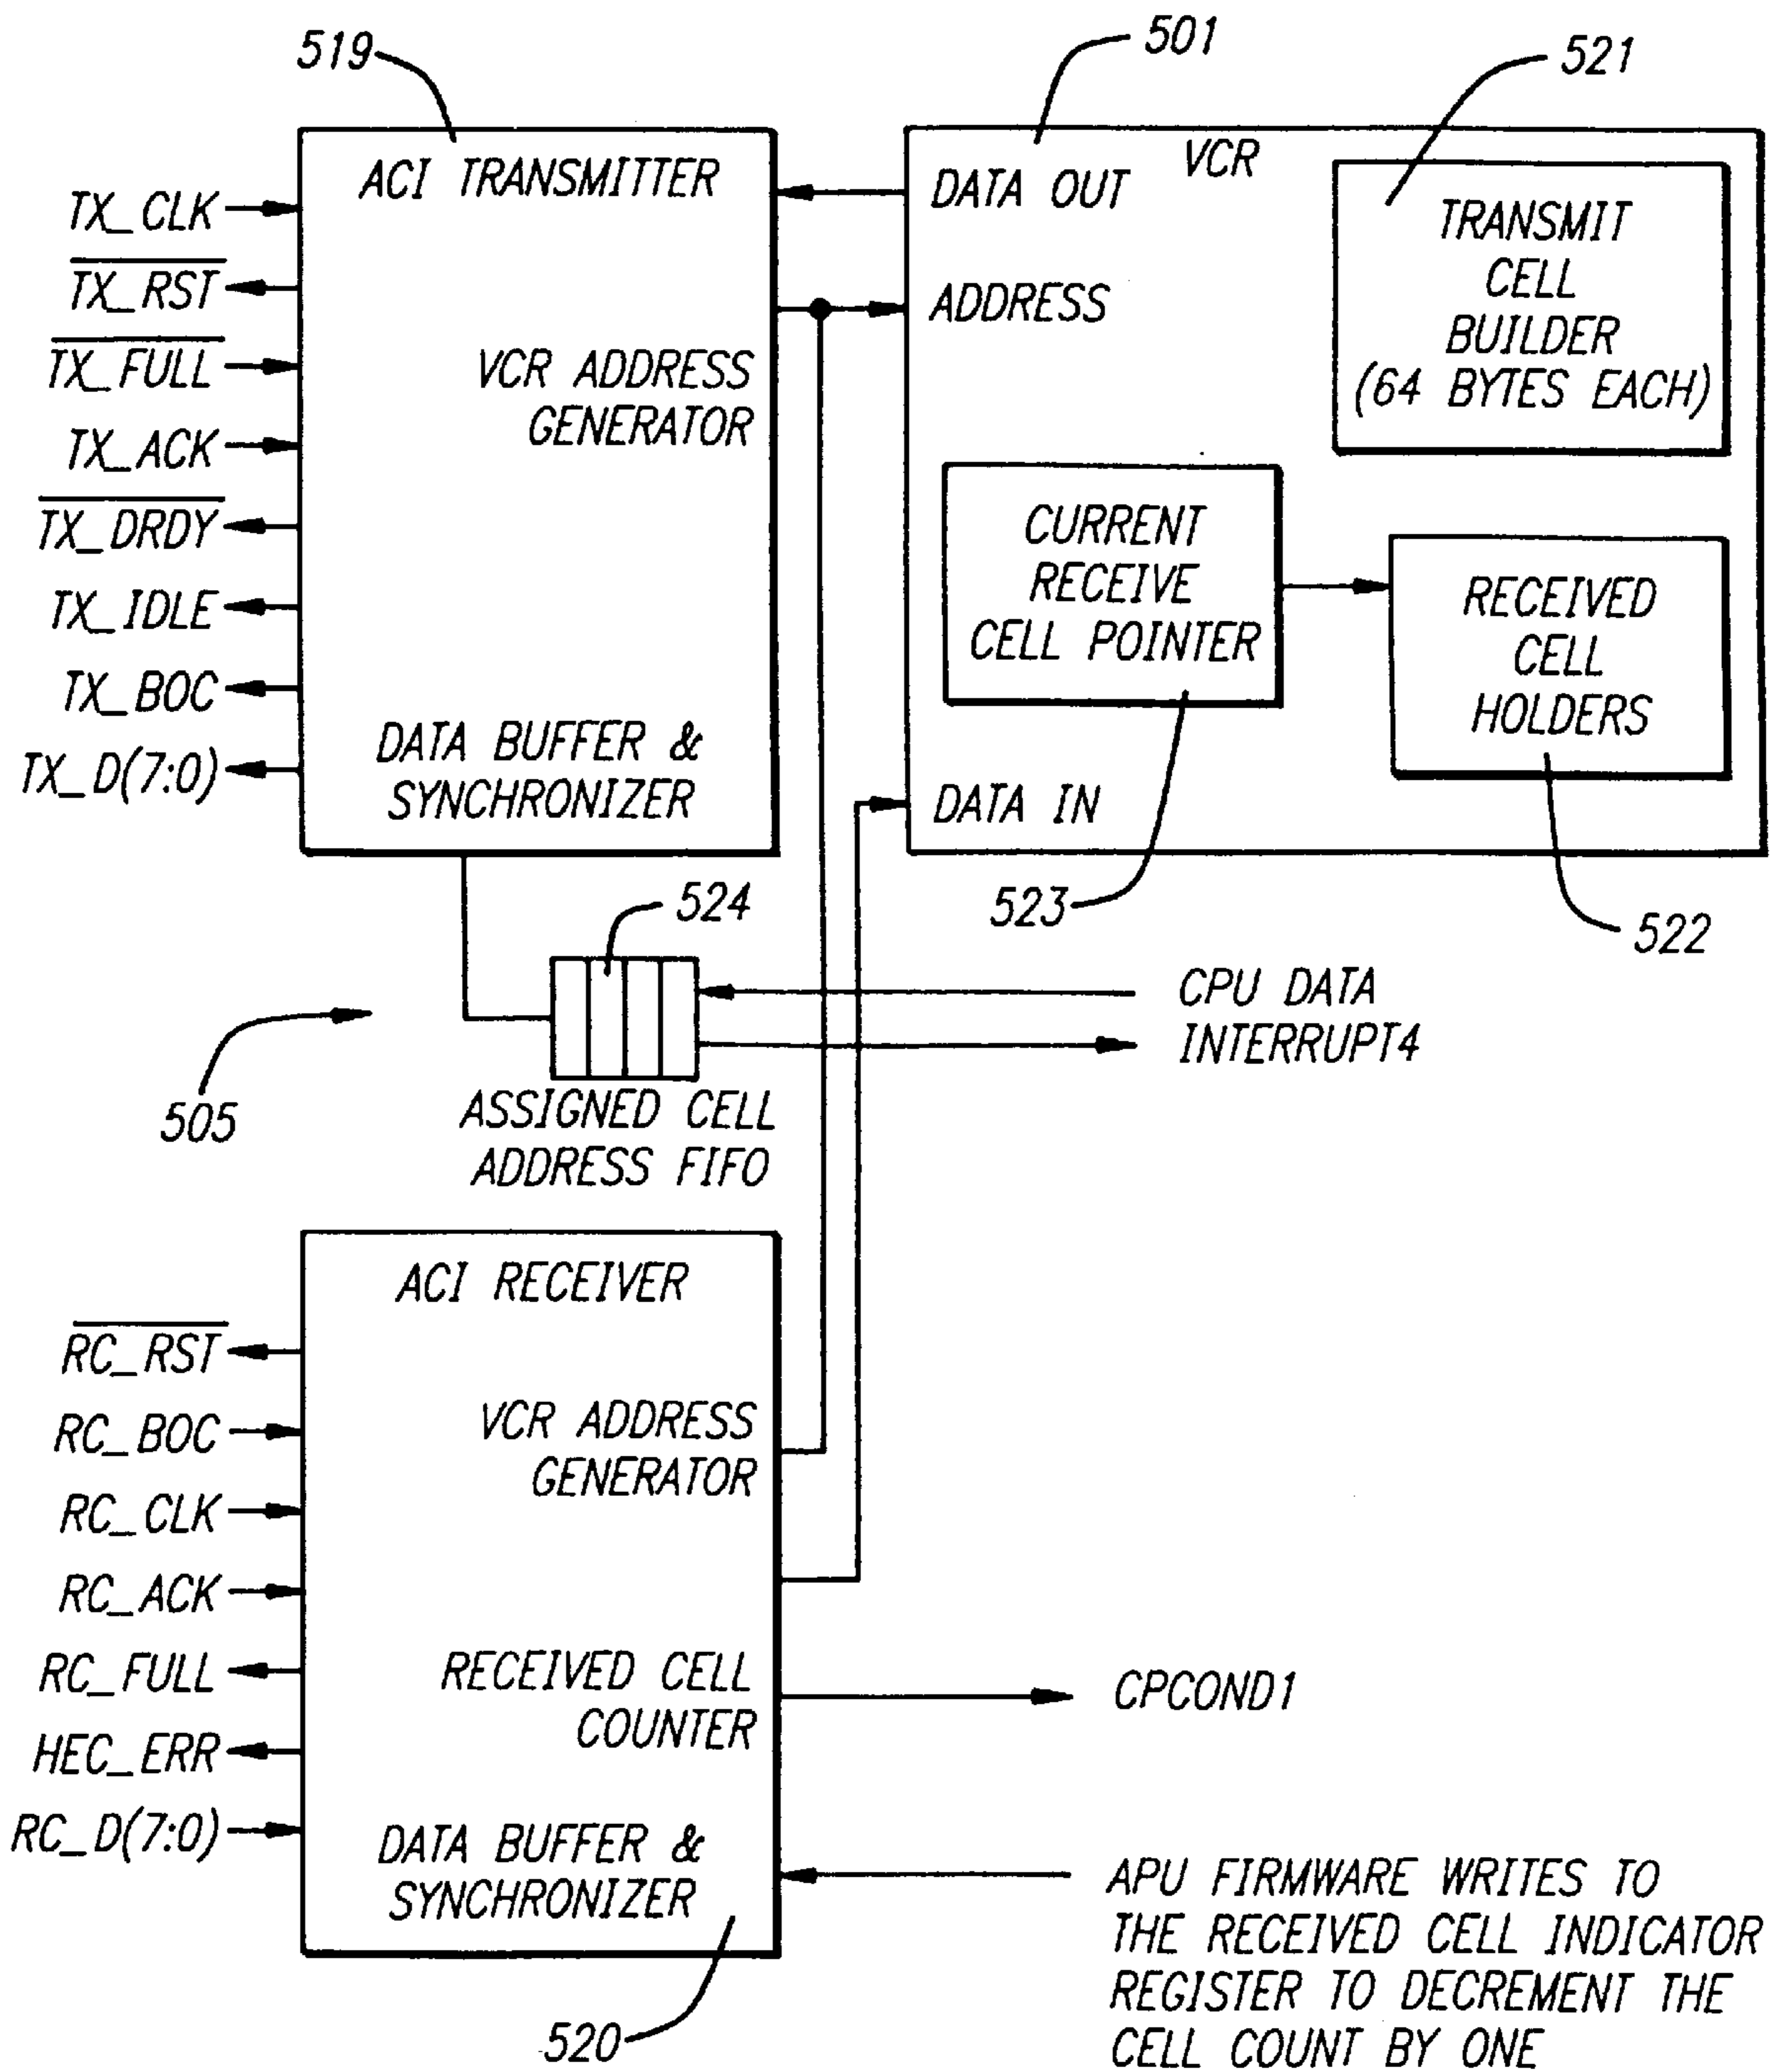 519
501
521
ACI TRANSMITTER
TX_CLK
TX_RST
TX_FULL
TX_ACK
TX_DRDY
TX_IDLE
TX_BOC
TX_D(7:0)
VCR ADDRESS
GENERATOR
DATA BUFFER &
SYNCHRONIZER
VCR
DATA OUT
ADDRESS
DATA IN
TRANSMIT
CELL
BUILDER
(64 BYTES EACH)
CURRENT
RECEIVE
CELL POINTER
RECEIVED
CELL
HOLDERS
523
522
524
CPU DATA
INTERRUPT4
505
ASSIGNED CELL
ADDRESS FIFO
ACI RECEIVER
RC_RST
RC_BOC
RC_CLK
RC_ACK
RC_FULL
HEC_ERR
RC_D(7:0)
VCR ADDRESS
GENERATOR
RECEIVED CELL
COUNTER
DATA BUFFER &
SYNCHRONIZER
CPCOND1
APU FIRMWARE WRITES TO
THE RECEIVED CELL INDICATOR
REGISTER TO DECREMENT THE
CELL COUNT BY ONE
520